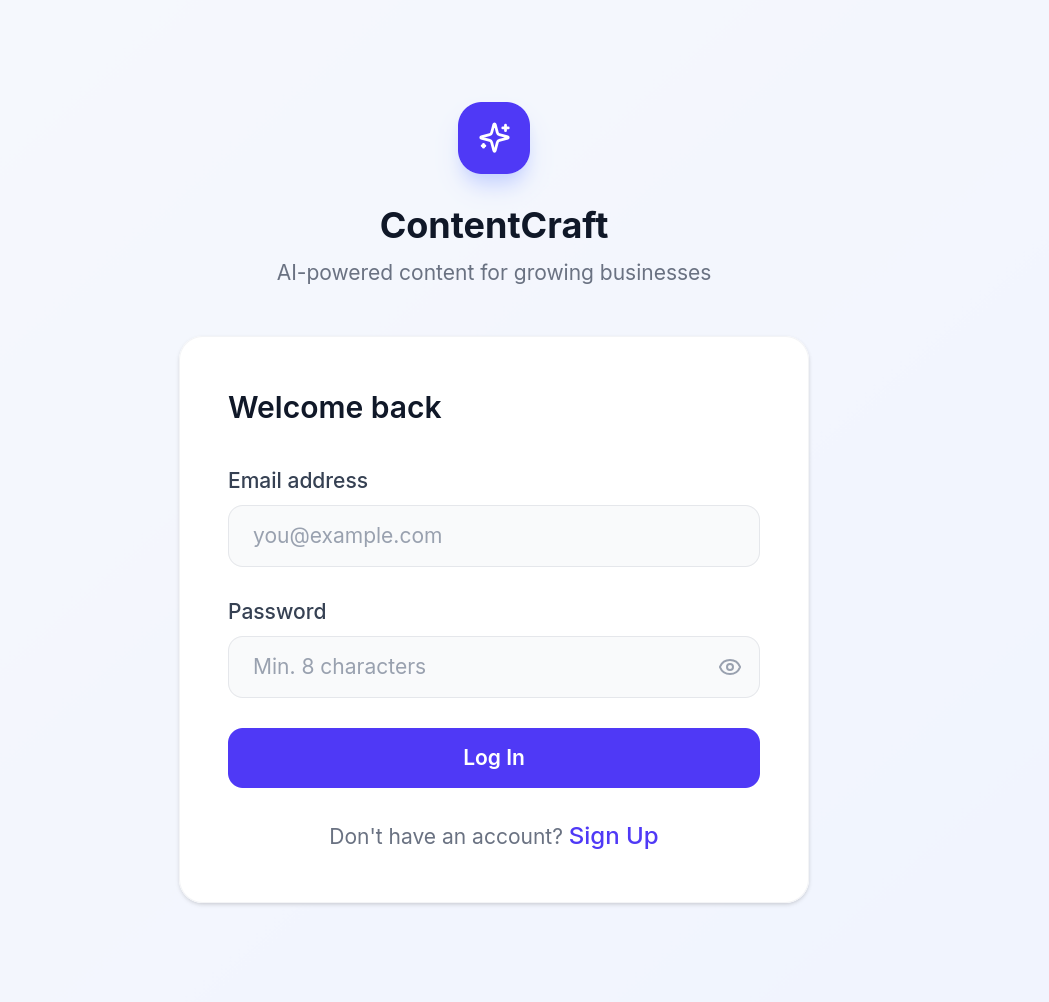 ContentCraft
AI-powered content for growing businesses
Welcome back
Email address
you@example.com
Password
Min. 8 characters
Log In
Don't have an account? Sign Up